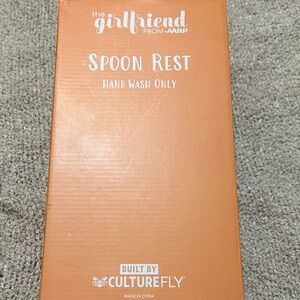 the
girlfriend
FROM AARP
SPOON REST
HAND WASH ONLY
BUILT BY
CULTUREFLY
MADE IN CHINA